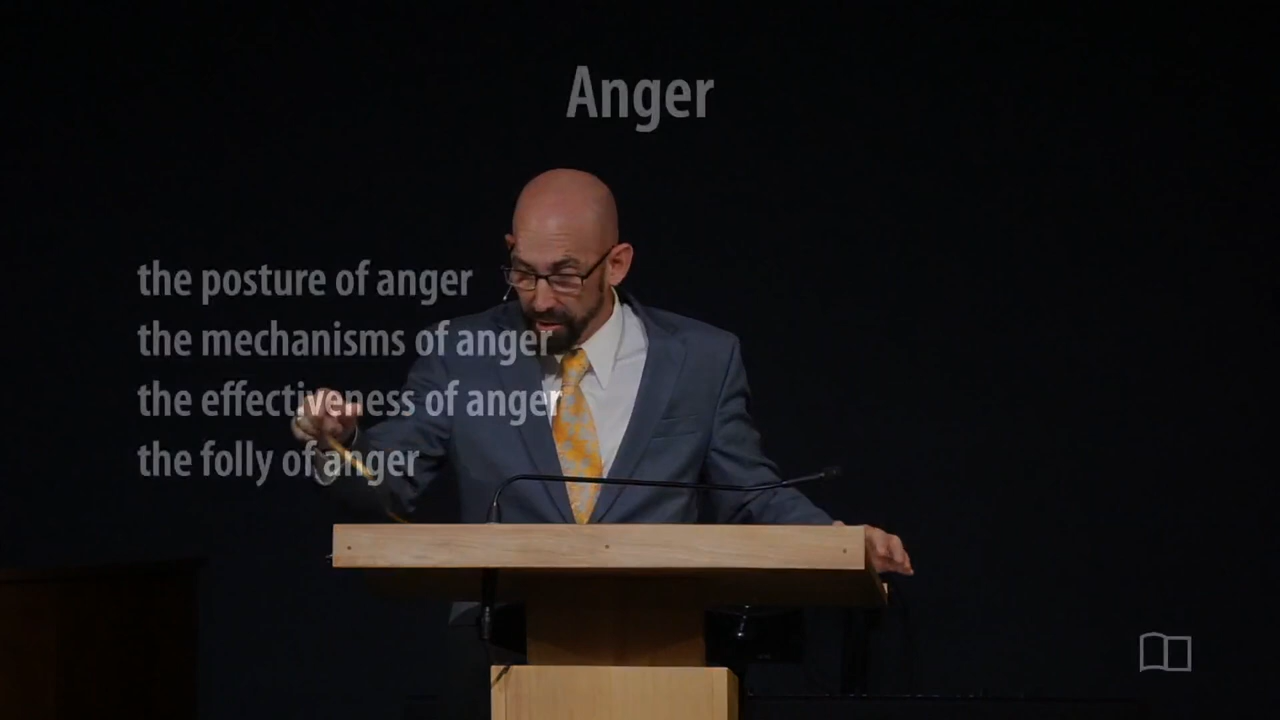 Anger
the posture of anger
the mechanisms of anger
the effectiveness of anger
the folly of anger